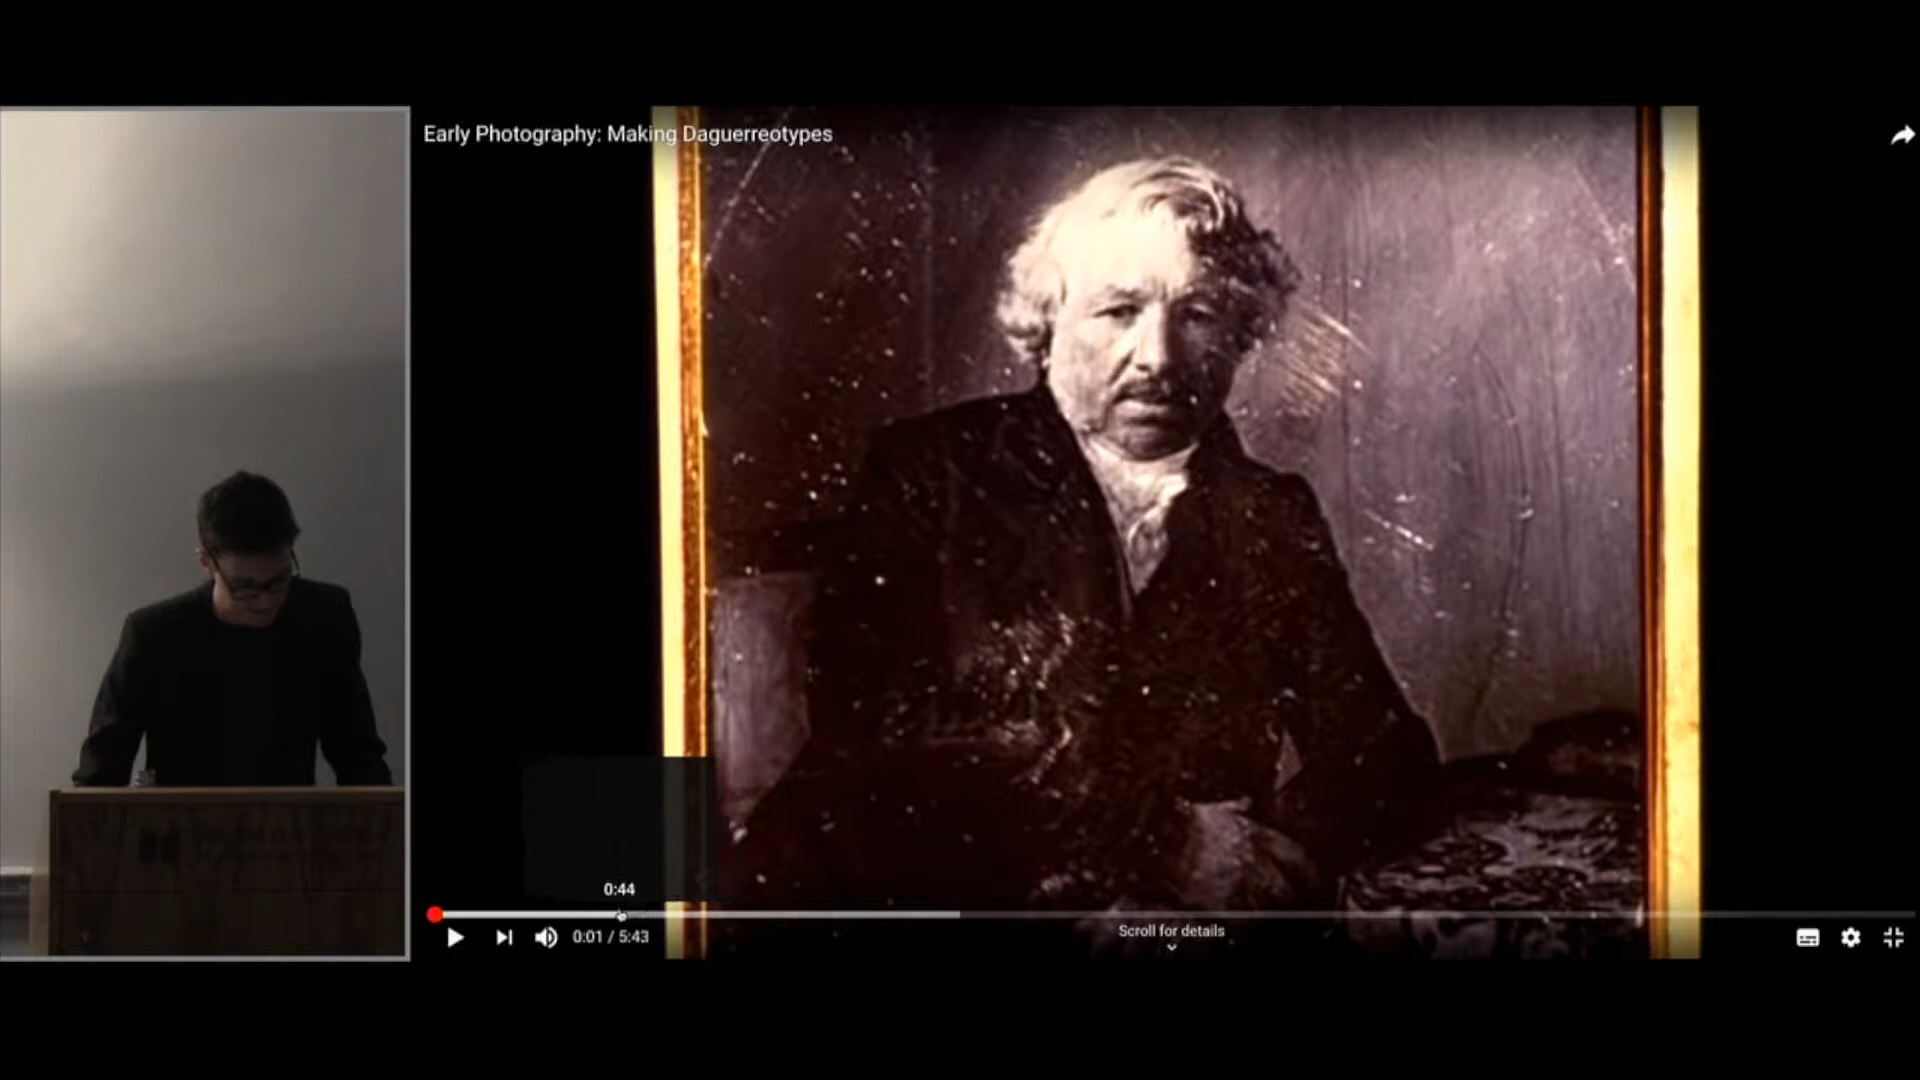 Early Photography: Making Daguerreotypes
0:44
0:01 / 5:43
Scroll for details